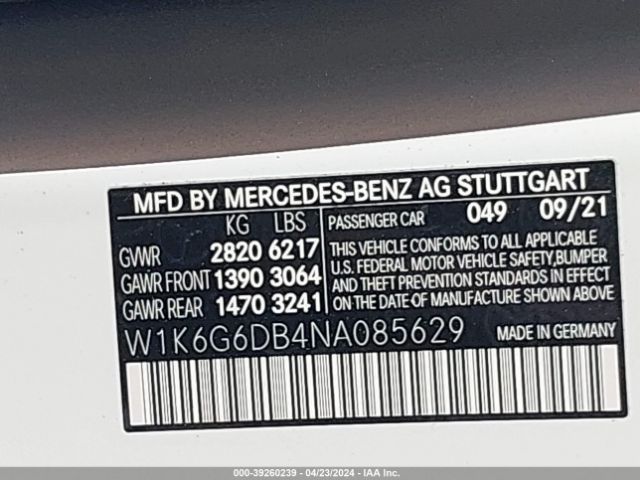 MFD BY MERCEDES-BENZ AG STUTTGART
KG LBS
GVWR 2820 6217
GAWR FRONT 1390 3064
GAWR REAR 1470 3241
PASSENGER CAR 049 09/21
THIS VEHICLE CONFORMS TO ALL APPLICABLE
U.S. FEDERAL MOTOR VEHICLE SAFETY,BUMPER
AND THEFT PREVENTION STANDARDS IN EFFECT
ON THE DATE OF MANUFACTURE SHOWN ABOVE
W1K6G6DB4NA085629
MADE IN GERMANY
000-39260239 - 04/23/2024 - IAA Inc.